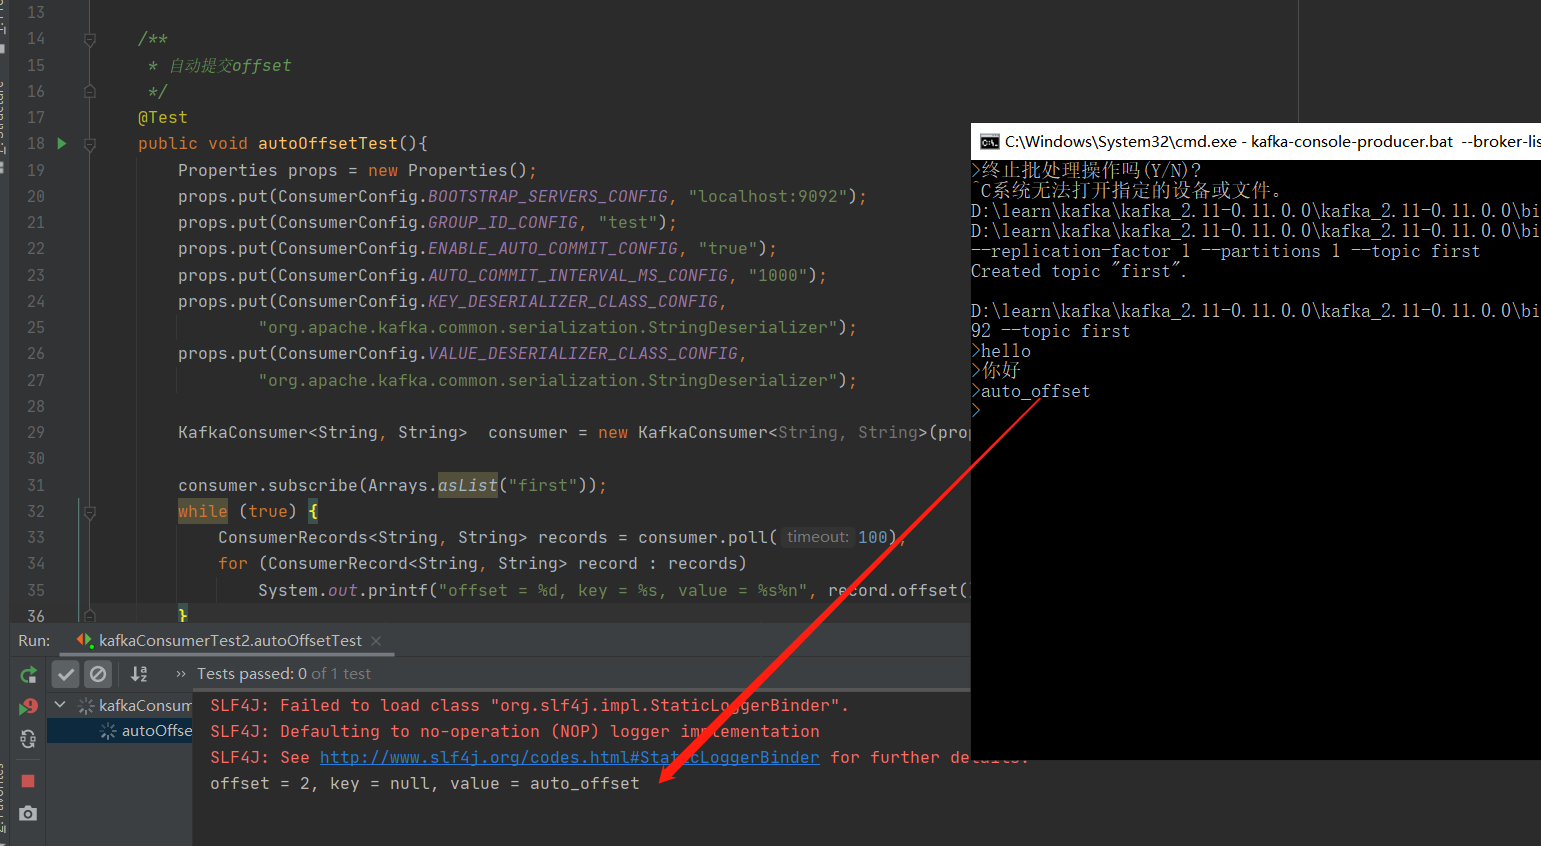 13
14 /**
15 * 自动提交offset
16 */
17 @Test
18 public void autoOffsetTest(){
19 Properties props = new Properties();
20 props.put(ConsumerConfig.BOOTSTRAP_SERVERS_CONFIG, "localhost:9092");
21 props.put(ConsumerConfig.GROUP_ID_CONFIG, "test");
22 props.put(ConsumerConfig.ENABLE_AUTO_COMMIT_CONFIG, "true");
23 props.put(ConsumerConfig.AUTO_COMMIT_INTERVAL_MS_CONFIG, "1000");
24 props.put(ConsumerConfig.KEY_DESERIALIZER_CLASS_CONFIG,
25 "org.apache.kafka.common.serialization.StringDeserializer");
26 props.put(ConsumerConfig.VALUE_DESERIALIZER_CLASS_CONFIG,
27 "org.apache.kafka.common.serialization.StringDeserializer");
28
29 KafkaConsumer<String, String> consumer = new KafkaConsumer<String, String>(pro
30
31 consumer.subscribe(Arrays.asList("first"));
32 while (true) {
33 ConsumerRecords<String, String> records = consumer.poll( timeout: 100);
34 for (ConsumerRecord<String, String> record : records)
35 System.out.printf("offset = %d, key = %s, value = %s%n", record.offset()
36 }
C:\Windows\System32\cmd.exe - kafka-console-producer.bat --broker-lis
>终止批处理操作吗(Y/N)?
^C系统无法打开指定的设备或文件。
D:\learn\kafka\kafka_2.11-0.11.0.0\kafka_2.11-0.11.0.0\bi
D:\learn\kafka\kafka_2.11-0.11.0.0\kafka_2.11-0.11.0.0\bi
--replication-factor 1 --partitions 1 --topic first
Created topic "first".
D:\learn\kafka\kafka_2.11-0.11.0.0\kafka_2.11-0.11.0.0\bi
92 --topic first
>hello
>你好
>auto_offset
>
Run: kafkaConsumerTest2.autoOffsetTest
Tests passed: 0 of 1 test
kafkaConsum
autoOffse
SLF4J: Failed to load class "org.slf4j.impl.StaticLoggerBinder".
SLF4J: Defaulting to no-operation (NOP) logger implementation
SLF4J: See http://www.slf4j.org/codes.html#StaticLoggerBinder for further details.
offset = 2, key = null, value = auto_offset